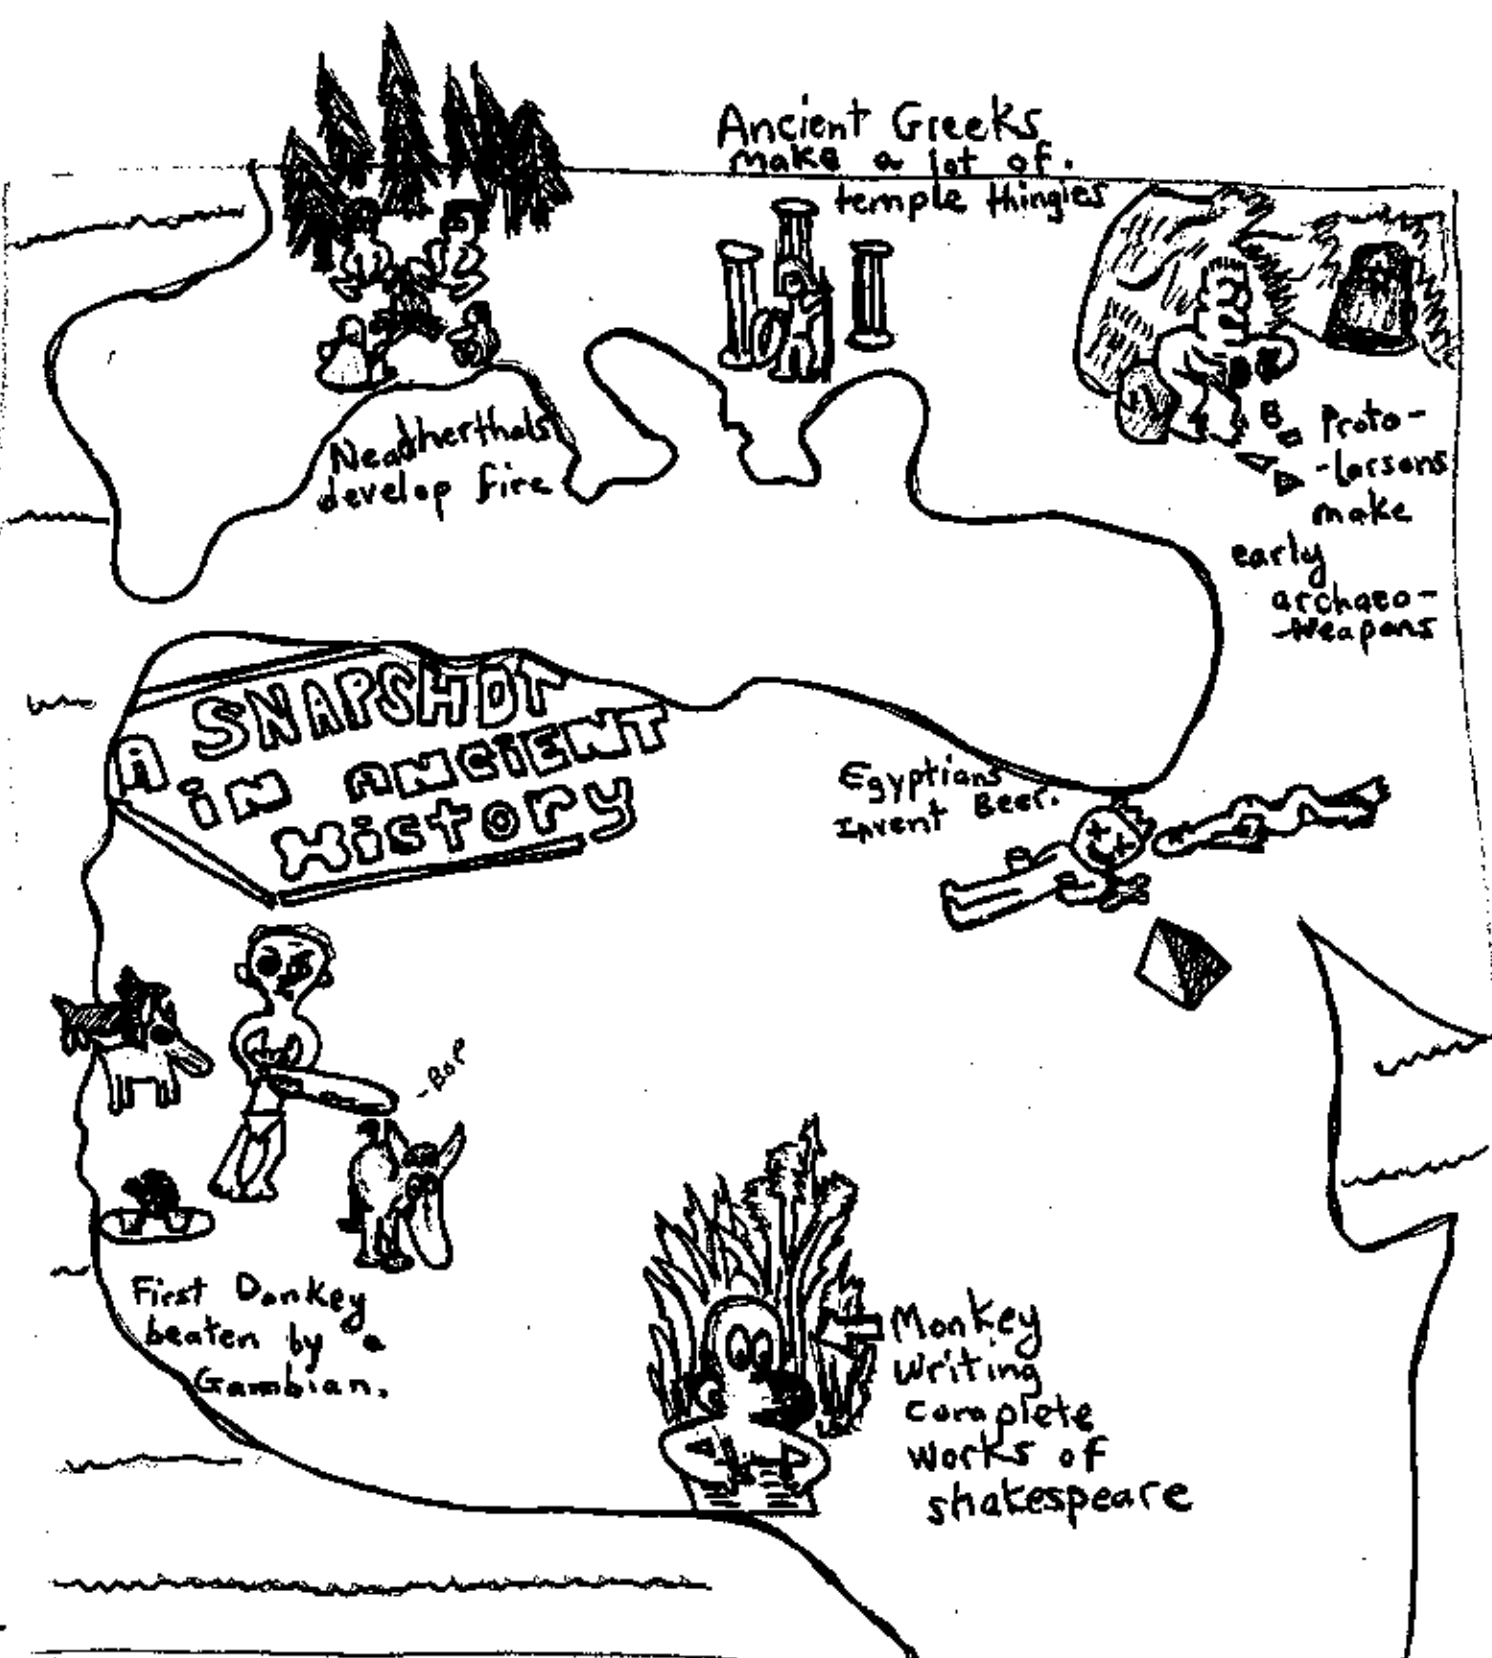 Ancient Greeks
make a lot of.
temple thingies
Neatherthals
develop fire
Proto-
-larsons
make
early
archaeo-
-weapons
A SNAPSHOT
iN ANCiENT
History
Egyptians
Invent Beer.
-BOP
First Donkey
beaten by a
Gambian.
Monkey
Writing
complete
works of
shakespeare